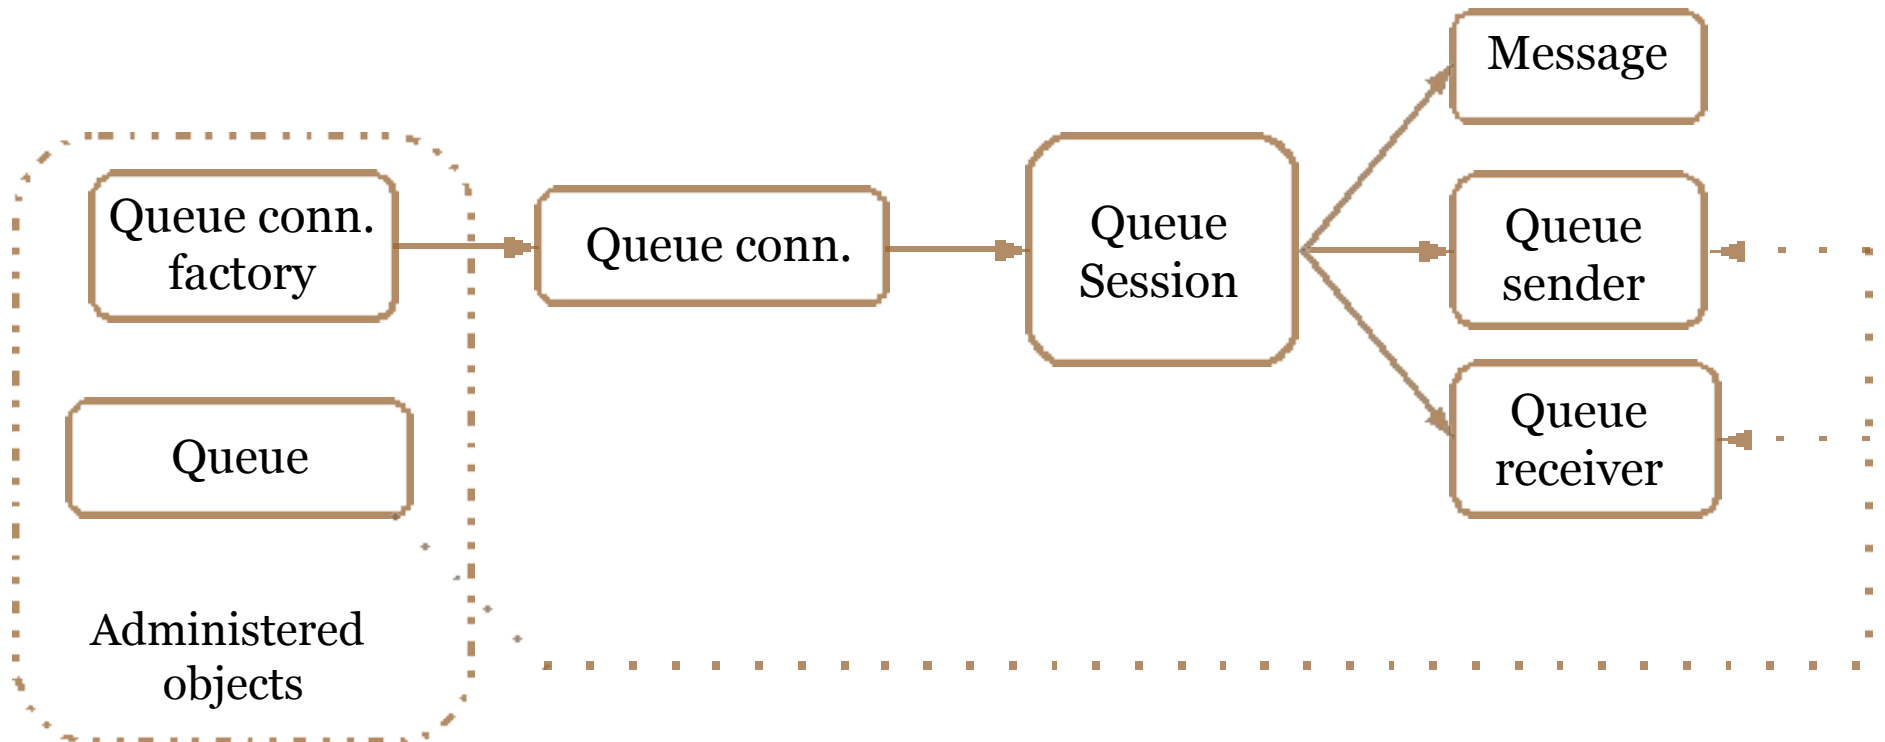 Message
Queue conn.
factory
Queue conn.
Queue
Session
Queue
sender
Queue
receiver
Queue
Administered
objects